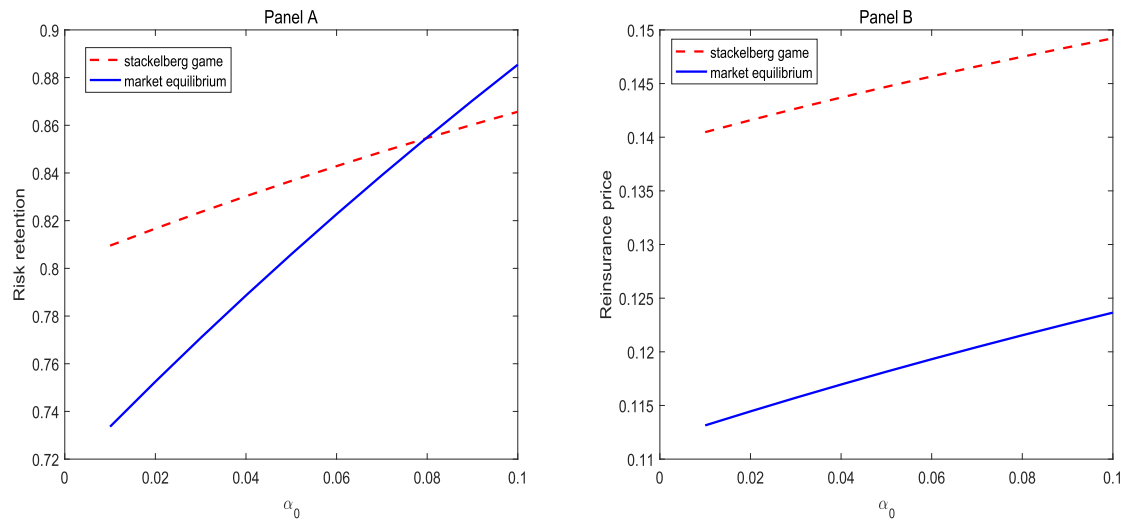 Panel A
stackelberg game
market equilibrium
Risk retention
0.9
0.88
0.86
0.84
0.82
0.8
0.78
0.76
0.74
0.72
0 0.02 0.04 0.06 0.08 0.1
α0
Panel B
stackelberg game
market equilibrium
Reinsurance price
0.15
0.145
0.14
0.135
0.13
0.125
0.12
0.115
0.11
0 0.02 0.04 0.06 0.08 0.1
α0